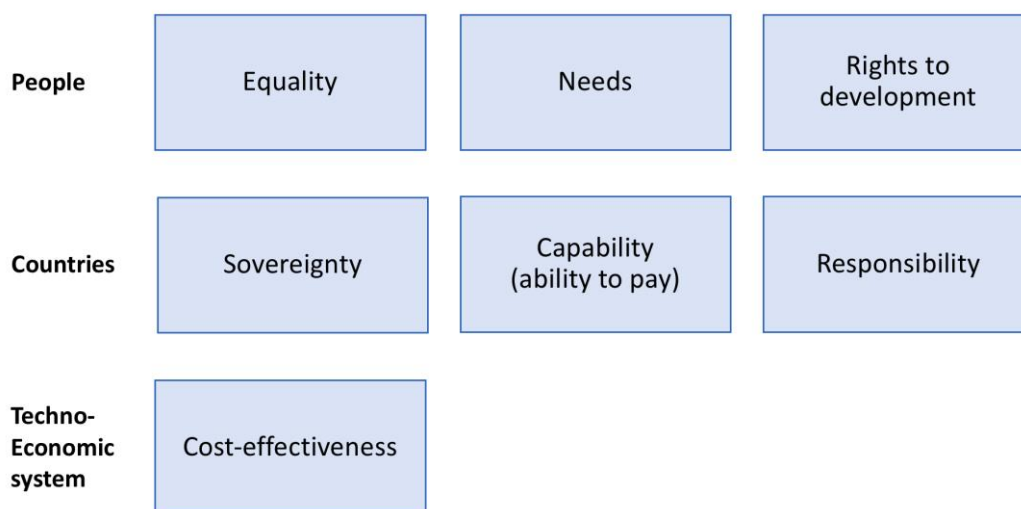 People
Equality
Needs
Rights to
development
Countries
Sovereignty
Capability
(ability to pay)
Responsibility
Techno-
Economic
system
Cost-effectiveness